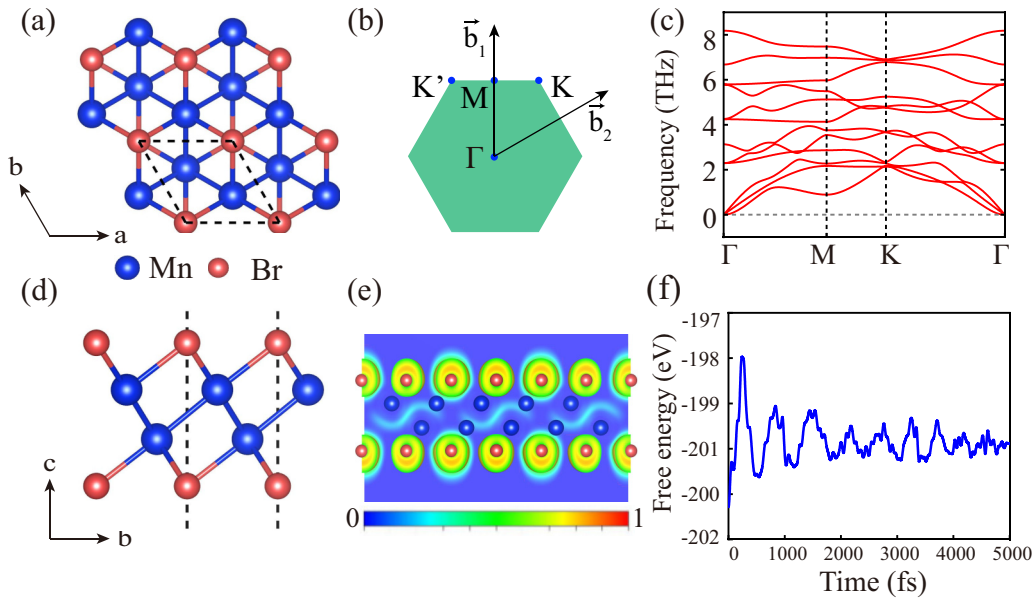 (a)
b
a
Mn Br
(b)
b₁
K' M K
b₂
Γ
(c)
Frequency (THz)
8
6
4
2
0
Γ M K Γ
(d)
c
b
(e)
0 1
(f)
Free energy (eV)
-197
-198
-199
-201
-200
-202
0 1000 2000 3000 4000 5000
Time (fs)